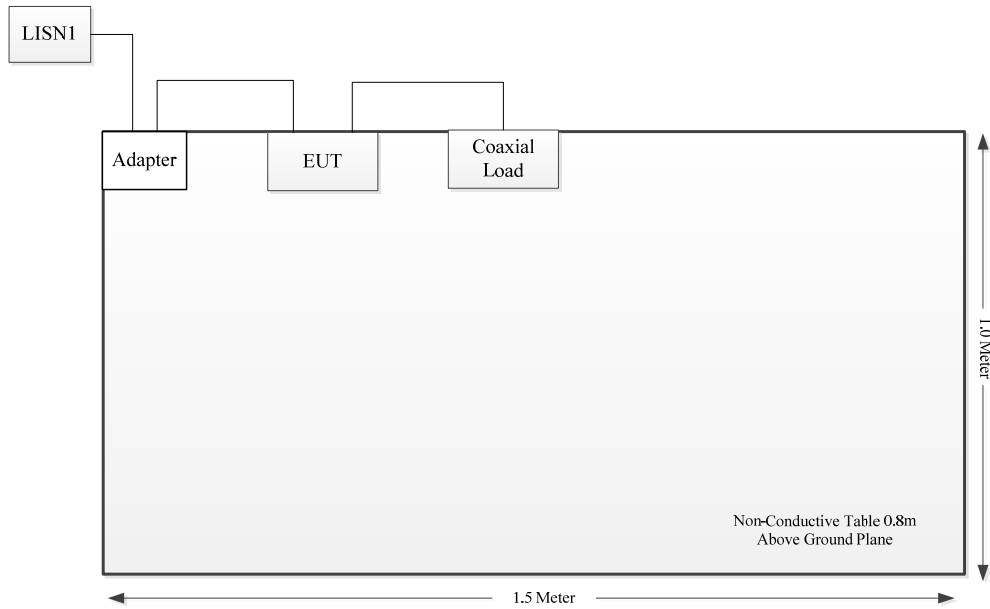 LISN1
Adapter
EUT
Coaxial
Load
1.0 Meter
Non-Conductive Table 0.8m
Above Ground Plane
1.5 Meter